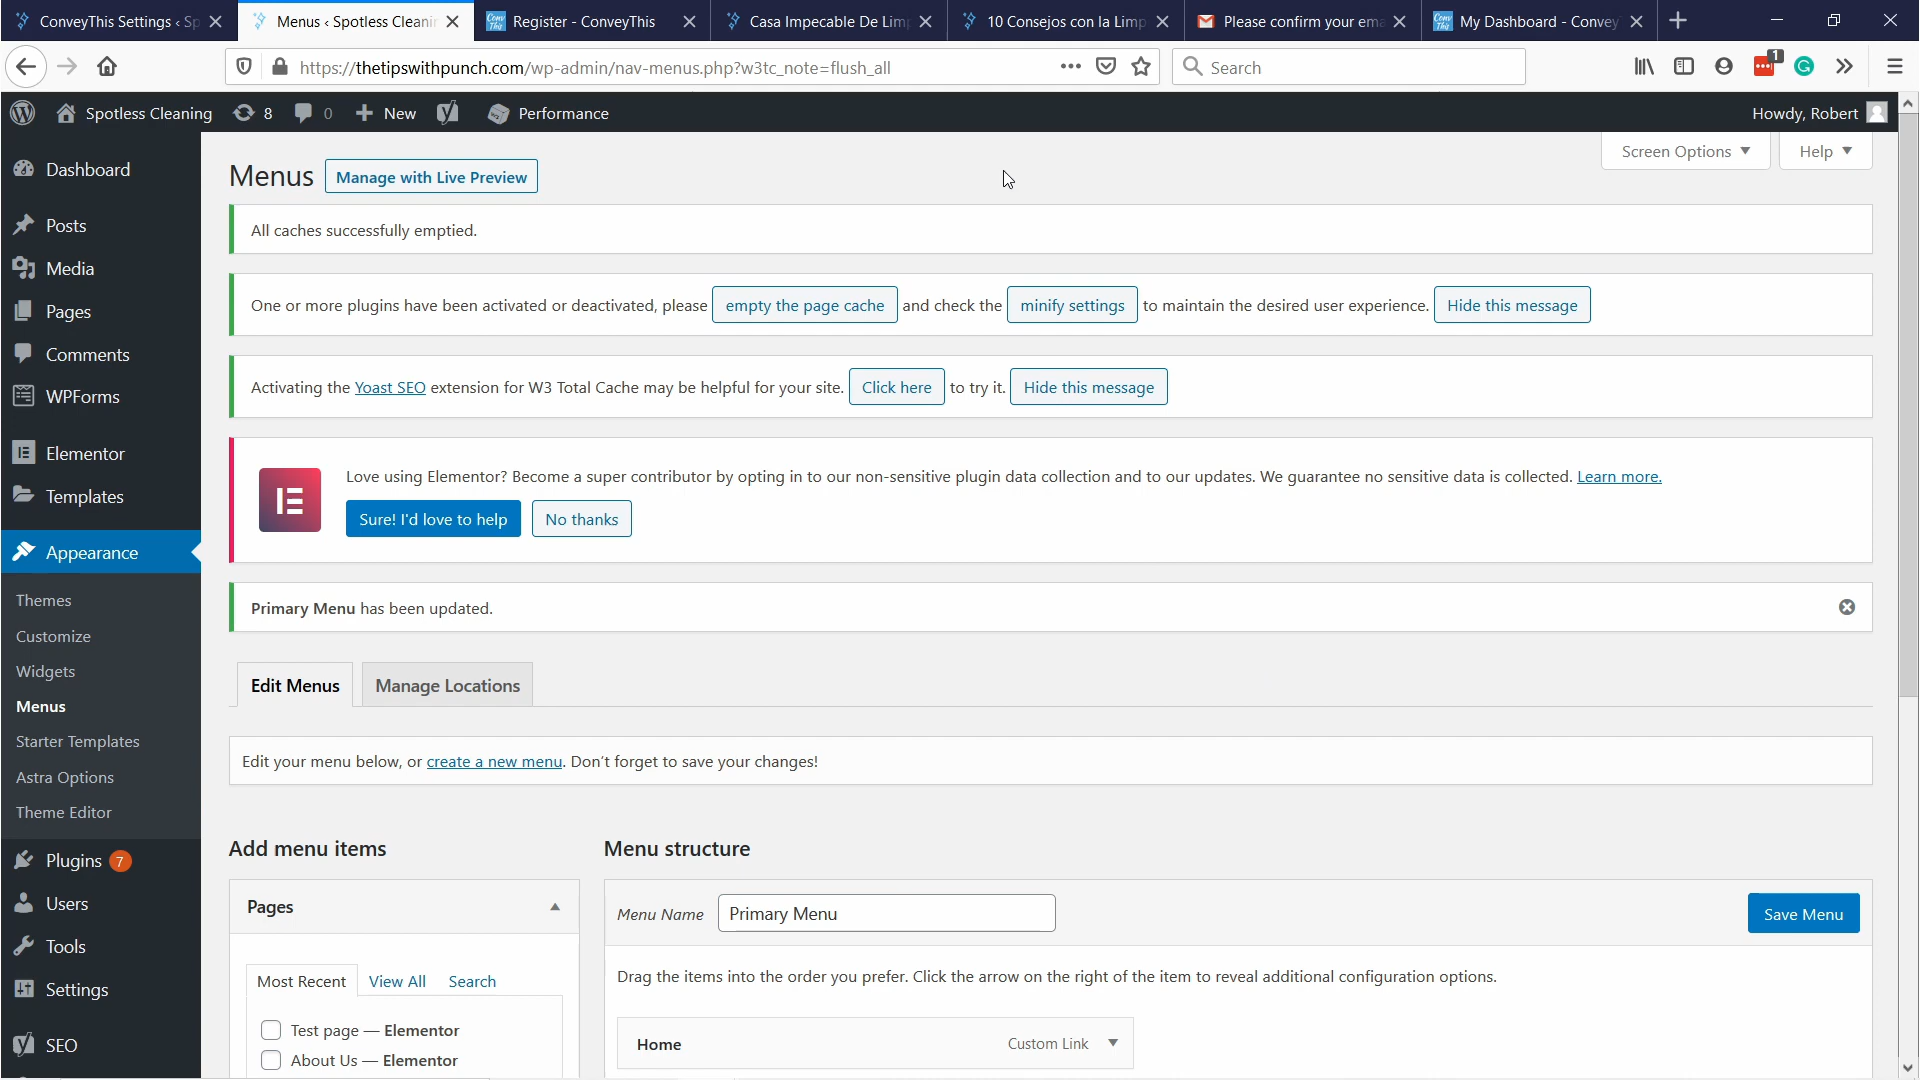 ConveyThis Settings ‹ Sp
Menus ‹ Spotless Cleanin
Register - ConveyThis
Casa Impecable De Lim
10 Consejos con la Limp
Please confirm your ema
My Dashboard - Convey
https://thetipswithpunch.com/wp-admin/nav-menus.php?w3tc_note=flush_all
Search
1
Spotless Cleaning
8
0
New
Performance
Howdy, Robert
Dashboard
Posts
Media
Pages
Comments
WPForms
Elementor
Templates
Appearance
Themes
Customize
Widgets
Menus
Starter Templates
Astra Options
Theme Editor
Plugins 7
Users
Tools
Settings
SEO
Screen Options
Help
Menus
Manage with Live Preview
All caches successfully emptied.
One or more plugins have been activated or deactivated, please empty the page cache and check the minify settings to maintain the desired user experience. Hide this message
Activating the Yoast SEO extension for W3 Total Cache may be helpful for your site. Click here to try it. Hide this message
Love using Elementor? Become a super contributor by opting in to our non-sensitive plugin data collection and to our updates. We guarantee no sensitive data is collected. Learn more.
Sure! I'd love to help
No thanks
Primary Menu has been updated.
Edit Menus
Manage Locations
Edit your menu below, or create a new menu. Don't forget to save your changes!
Add menu items
Menu structure
Pages
Menu Name
Primary Menu
Save Menu
Most Recent
View All
Search
Drag the items into the order you prefer. Click the arrow on the right of the item to reveal additional configuration options.
Test page — Elementor
About Us — Elementor
Home
Custom Link